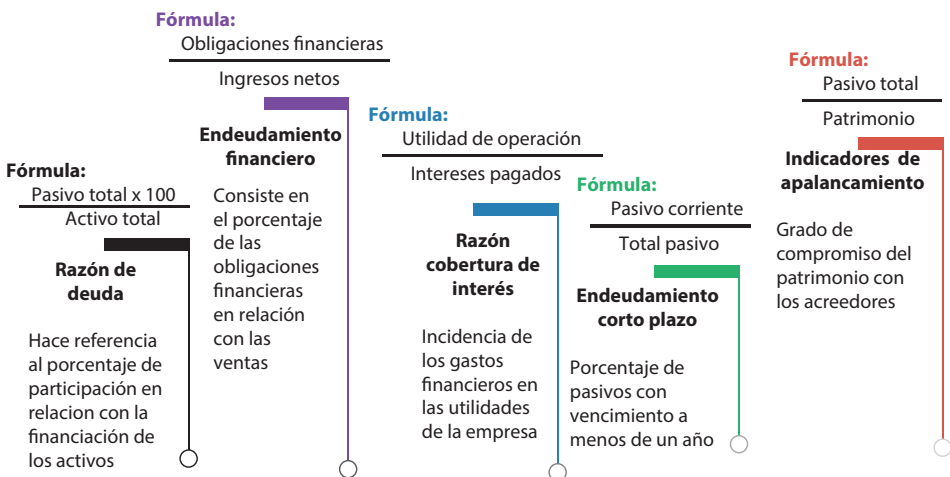 Fórmula:
Pasivo total x 100
Activo total
Razón de
deuda
Hace referencia
al porcentaje de
participación en
relacion con la
financiación de
los activos
Fórmula:
Obligaciones financieras
Ingresos netos
Endeudamiento
financiero
Consiste en
el porcentaje
de las
obligaciones
financieras
en relación
con las
ventas
Fórmula:
Utilidad de operación
Intereses pagados
Razón
cobertura de
interés
Incidencia de
los gastos
financieros en
las utilidades
de la empresa
Fórmula:
Pasivo corriente
Total pasivo
Endeudamiento
corto plazo
Porcentaje de
pasivos con
vencimiento a
menos de un año
Fórmula:
Pasivo total
Patrimonio
Indicadores de
apalancamiento
Grado de
compromiso del
patrimonio con
los acreedores